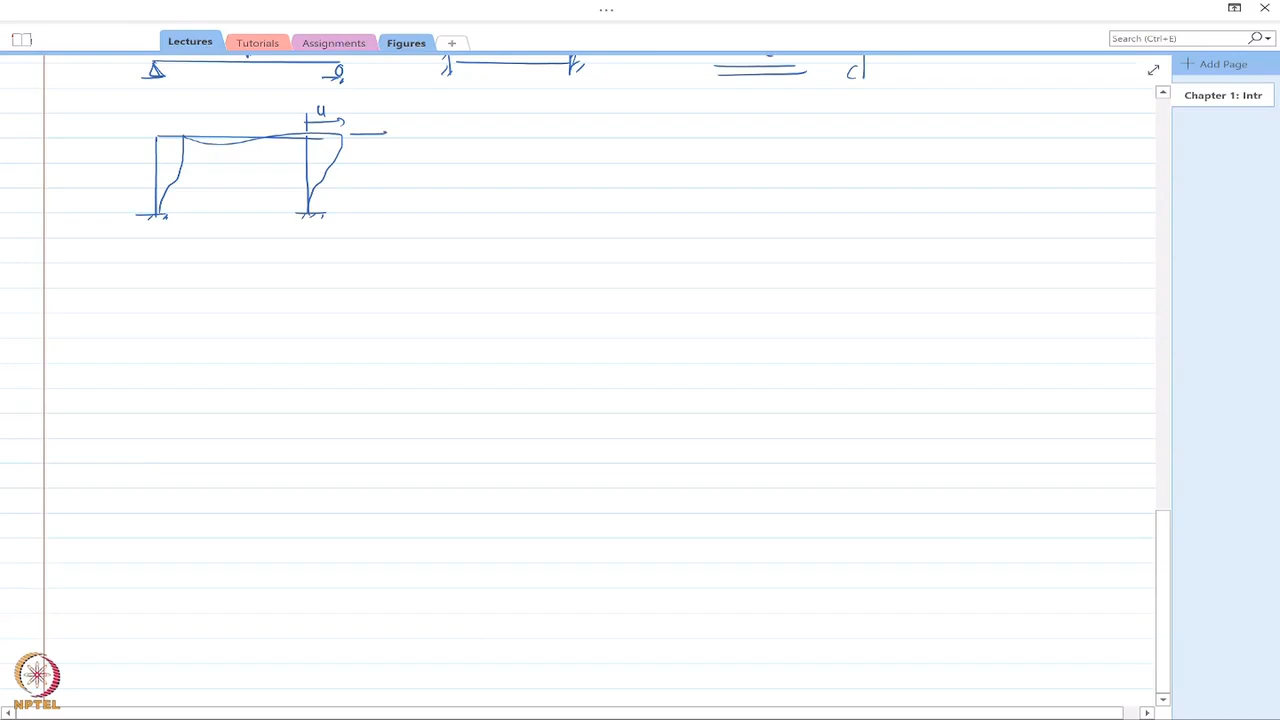 Lectures
Tutorials
Assignments
Figures
Search (Ctrl+E)
Add Page
Chapter 1: Intr
u
NPTEL